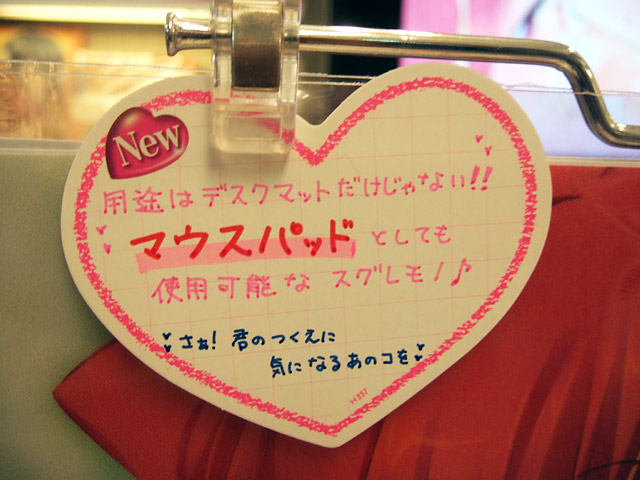 New
用途はデスクマットだけじゃない!!
マウスパッド としても
使用可能な スグレモノ♪
さぁ! 君のつくえに
気になるあのコを
H337